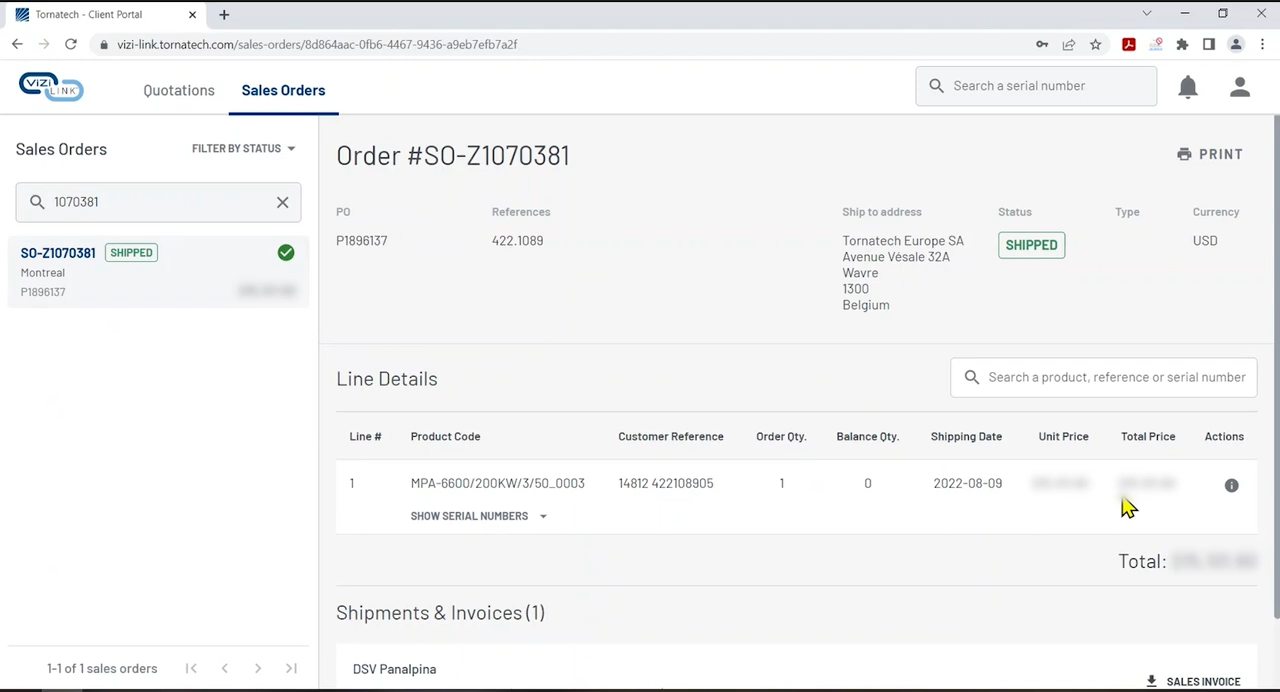 Tornatech - Client Portal
vizi-link.tornatech.com/sales-orders/8d864aac-0fb6-4467-9436-a9eb7efb7a2f
ViZi LINK
Quotations
Sales Orders
Search a serial number
Sales Orders
FILTER BY STATUS
1070381
SO-Z1070381 SHIPPED
Montreal
P1896137
1-1 of 1 sales orders
Order #SO-Z1070381
PRINT
PO References Ship to address Status Type Currency
P1896137 422.1089 Tornatech Europe SA SHIPPED USD
Avenue Vésale 32A
Wavre
1300
Belgium
Line Details
Search a product, reference or serial number
Line # Product Code Customer Reference Order Qty. Balance Qty. Shipping Date Unit Price Total Price Actions
1 MPA-6600/200KW/3/50_0003 14812 422108905 1 0 2022-08-09
SHOW SERIAL NUMBERS
Total:
Shipments & Invoices (1)
DSV Panalpina
SALES INVOICE